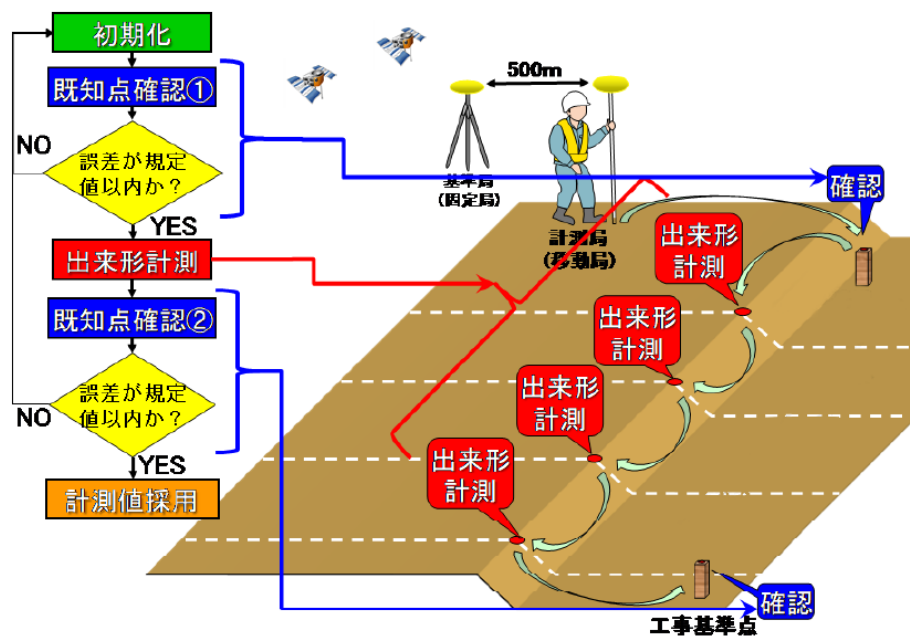 初期化
既知点確認①
NO
誤差が規定
値以内か？
YES
出来形計測
既知点確認②
誤差が規定
値以内か？
NO
YES
計測値採用
500m
基準局
(固定局)
計測局
(移動局)
確認
出来形
計測
出来形
計測
出来形
計測
出来形
計測
確認
工事基準点